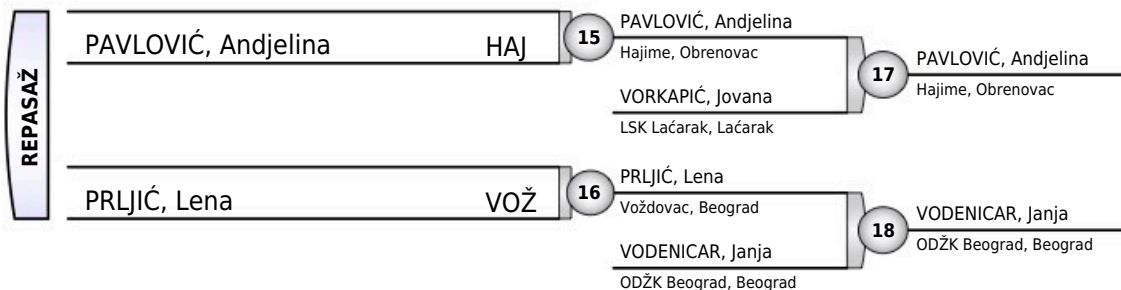 REPASAŽ
PAVLOVIĆ, Andjelina HAJ
15
PAVLOVIĆ, Andjelina
Hajime, Obrenovac
VORKAPIĆ, Jovana
LSK Laćarak, Laćarak
17
PAVLOVIĆ, Andjelina
Hajime, Obrenovac
PRLJIĆ, Lena VOŽ
16
PRLJIĆ, Lena
Voždovac, Beograd
VODENICAR, Janja
ODŽK Beograd, Beograd
18
VODENICAR, Janja
ODŽK Beograd, Beograd